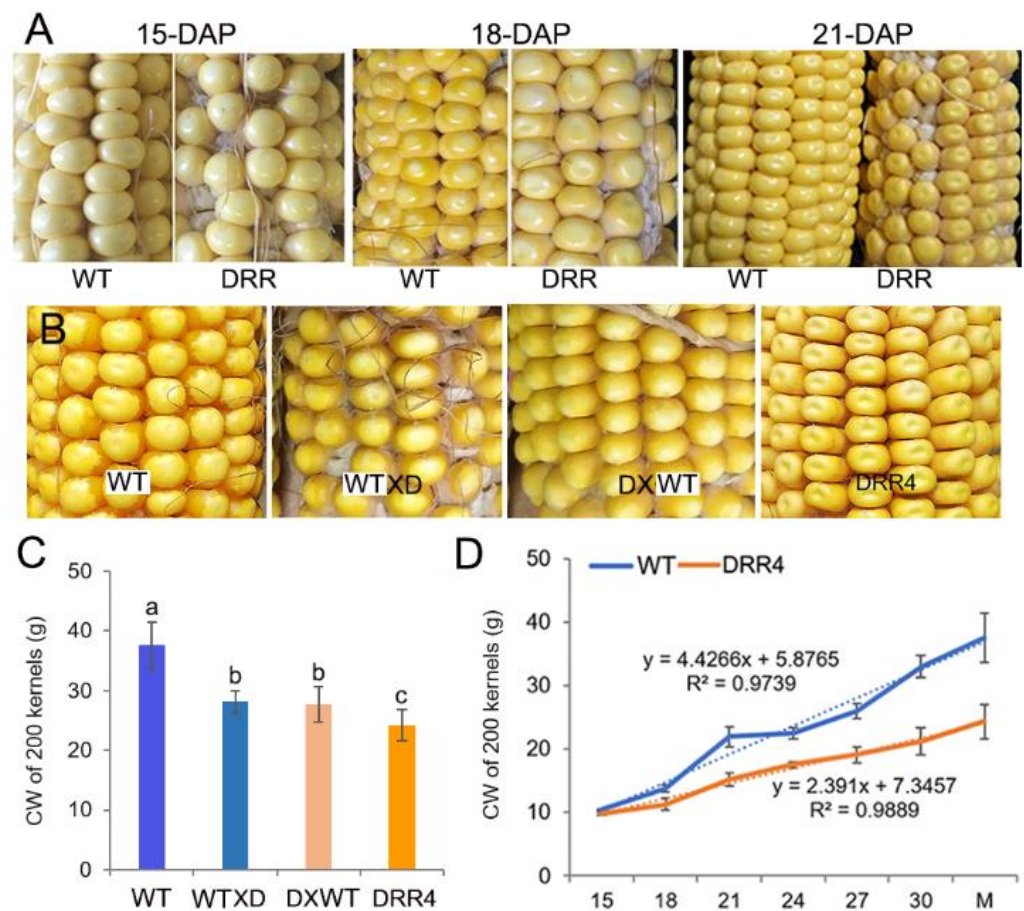 A
15-DAP 18-DAP 21-DAP
WT DRR WT DRR WT DRR
B
WT WTXD DXWT DRR4
C
CW of 200 kernels (g)
50
40
30
20
10
0
a
b
b
c
WT WTXD DXWT DRR4
D
CW of 200 kernels (g)
50
40
30
20
10
0
WT DRR4
y = 4.4266x + 5.8765
R² = 0.9739
y = 2.391x + 7.3457
R² = 0.9889
15 18 21 24 27 30 M